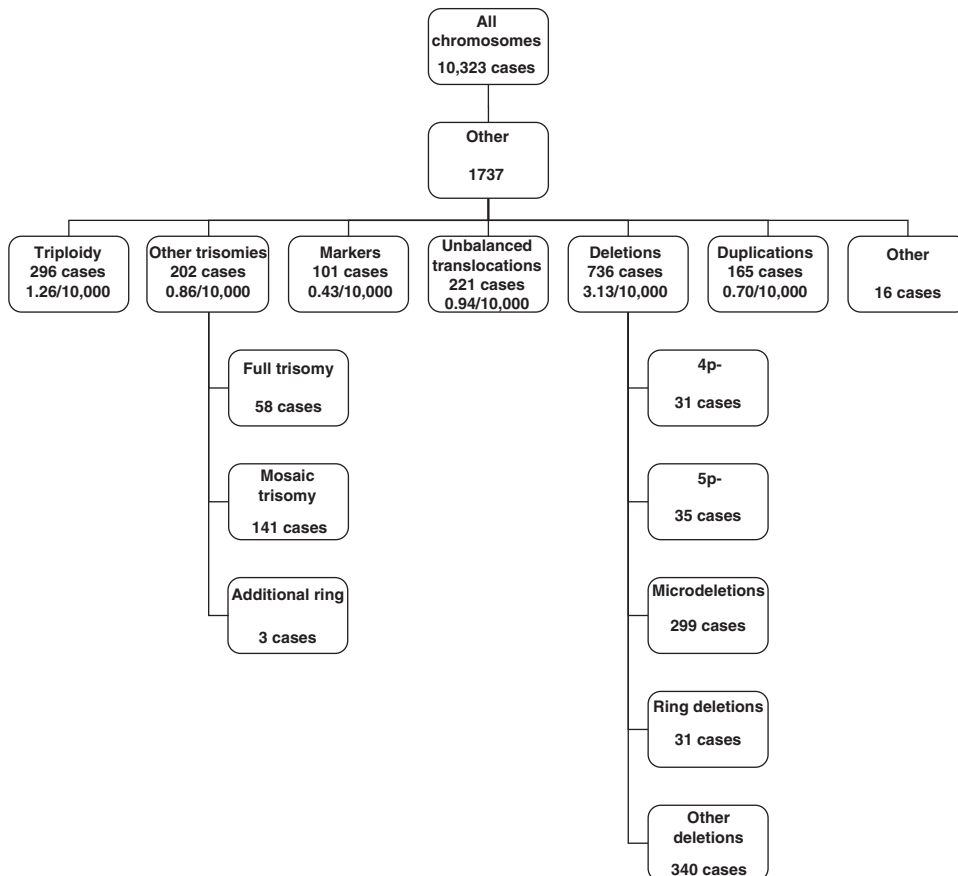 All
chromosomes
10,323 cases
Other
1737
Triploidy
296 cases
1.26/10,000
Other trisomies
202 cases
0.86/10,000
Markers
101 cases
0.43/10,000
Unbalanced
translocations
221 cases
0.94/10,000
Deletions
736 cases
3.13/10,000
Duplications
165 cases
0.70/10,000
Other
16 cases
Full trisomy
58 cases
Mosaic
trisomy
141 cases
Additional ring
3 cases
4p-
31 cases
5p-
35 cases
Microdeletions
299 cases
Ring deletions
31 cases
Other
deletions
340 cases